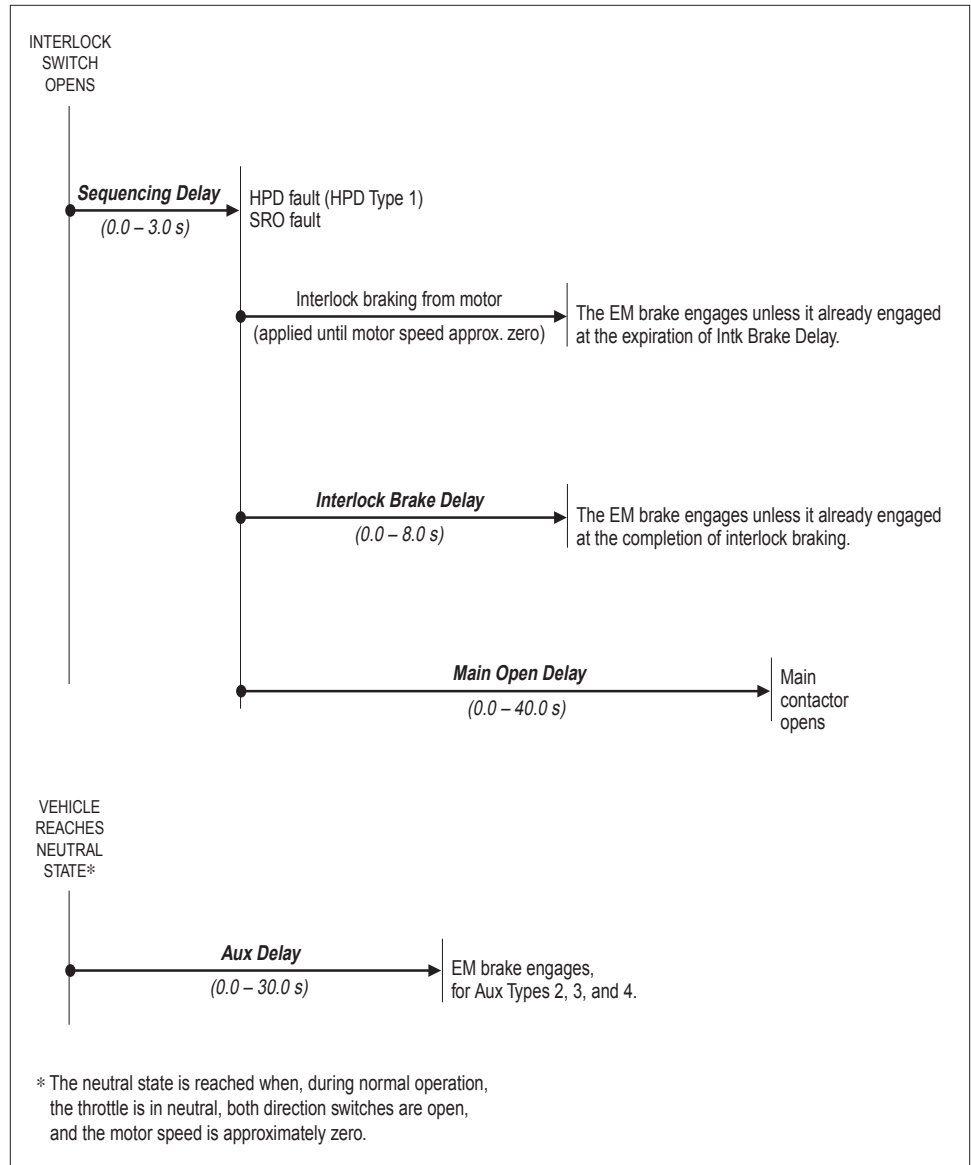 INTERLOCK
SWITCH
OPENS
Sequencing Delay
(0.0 – 3.0 s)
HPD fault (HPD Type 1)
SRO fault
Interlock braking from motor
(applied until motor speed approx. zero)
The EM brake engages unless it already engaged
at the expiration of Intk Brake Delay.
Interlock Brake Delay
(0.0 – 8.0 s)
The EM brake engages unless it already engaged
at the completion of interlock braking.
Main Open Delay
(0.0 – 40.0 s)
Main
contactor
opens
VEHICLE
REACHES
NEUTRAL
STATE*
Aux Delay
(0.0 – 30.0 s)
EM brake engages,
for Aux Types 2, 3, and 4.
* The neutral state is reached when, during normal operation,
the throttle is in neutral, both direction switches are open,
and the motor speed is approximately zero.